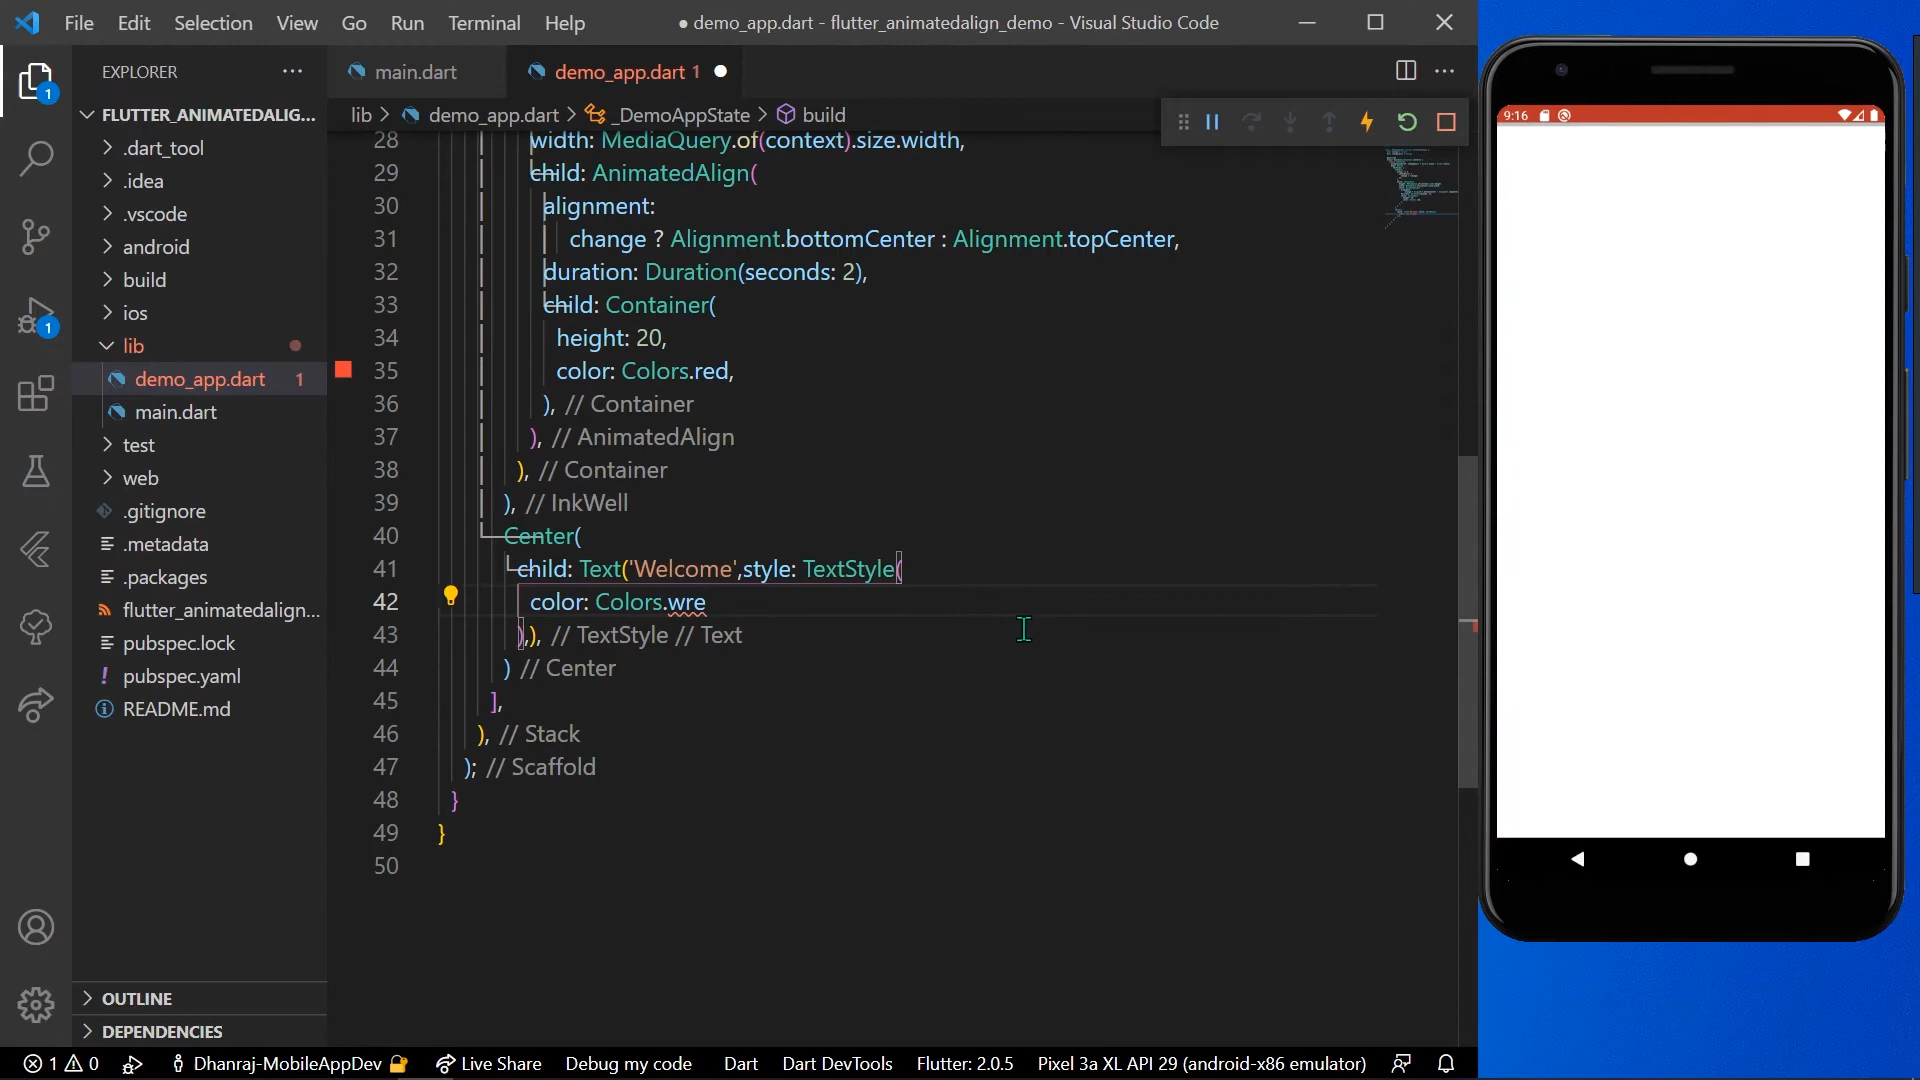 File Edit Selection View Go Run Terminal Help
● demo_app.dart - flutter_animatedalign_demo - Visual Studio Code
EXPLORER
main.dart
demo_app.dart 1
lib > demo_app.dart > _DemoAppState > build
FLUTTER_ANIMATEDALIG...
.dart_tool
.idea
.vscode
android
build
ios
lib
demo_app.dart 1
main.dart
test
web
.gitignore
.metadata
.packages
flutter_animatedalign...
pubspec.lock
pubspec.yaml
README.md
OUTLINE
DEPENDENCIES
1
1
28 width: MediaQuery.of(context).size.width,
29 child: AnimatedAlign(
30 alignment:
31 change ? Alignment.bottomCenter : Alignment.topCenter,
32 duration: Duration(seconds: 2),
33 child: Container(
34 height: 20,
35 color: Colors.red,
36 ), // Container
37 ), // AnimatedAlign
38 ), // Container
39 ), // InkWell
40 Center(
41 child: Text('Welcome',style: TextStyle(
42 color: Colors.wre
43 ),), // TextStyle // Text
44 ) // Center
45 ],
46 ), // Stack
47 ); // Scaffold
48 }
49 }
50
9:16
1 0 Dhanraj-MobileAppDev Live Share Debug my code Dart Dart DevTools Flutter: 2.0.5 Pixel 3a XL API 29 (android-x86 emulator)